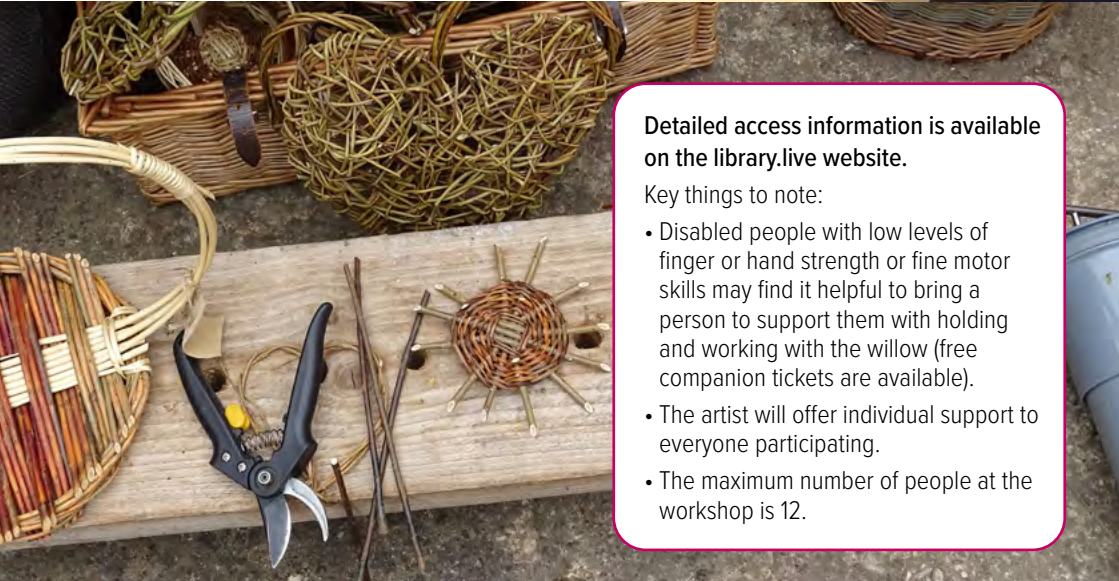 Detailed access information is available
on the library.live website.
Key things to note:
• Disabled people with low levels of
finger or hand strength or fine motor
skills may find it helpful to bring a
person to support them with holding
and working with the willow (free
companion tickets are available).
• The artist will offer individual support to
everyone participating.
• The maximum number of people at the
workshop is 12.